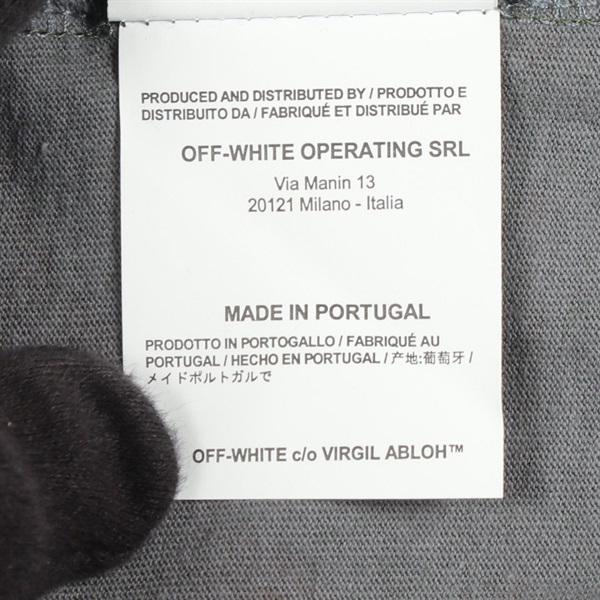 PRODUCED AND DISTRIBUTED BY / PRODOTTO E
DISTRIBUITO DA / FABRIQUÉ ET DISTRIBUÉ PAR
OFF-WHITE OPERATING SRL
Via Manin 13
20121 Milano - Italia
MADE IN PORTUGAL
PRODOTTO IN PORTOGALLO / FABRIQUÉ AU
PORTUGAL / HECHO EN PORTUGAL / 产地:葡萄牙 /
メイドポルトガルで
OFF-WHITE c/o VIRGIL ABLOH™